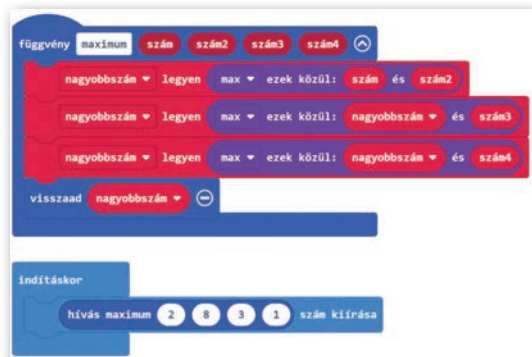 függvény maximum szám szám2 szám3 szám4
nagyobbszám legyen max ezek közül: szám és szám2
nagyobbszám legyen max ezek közül: nagyobbszám és szám3
nagyobbszám legyen max ezek közül: nagyobbszám és szám4
visszaad nagyobbszám
indításkor
hívás maximum 2 8 3 1 szám kiírása